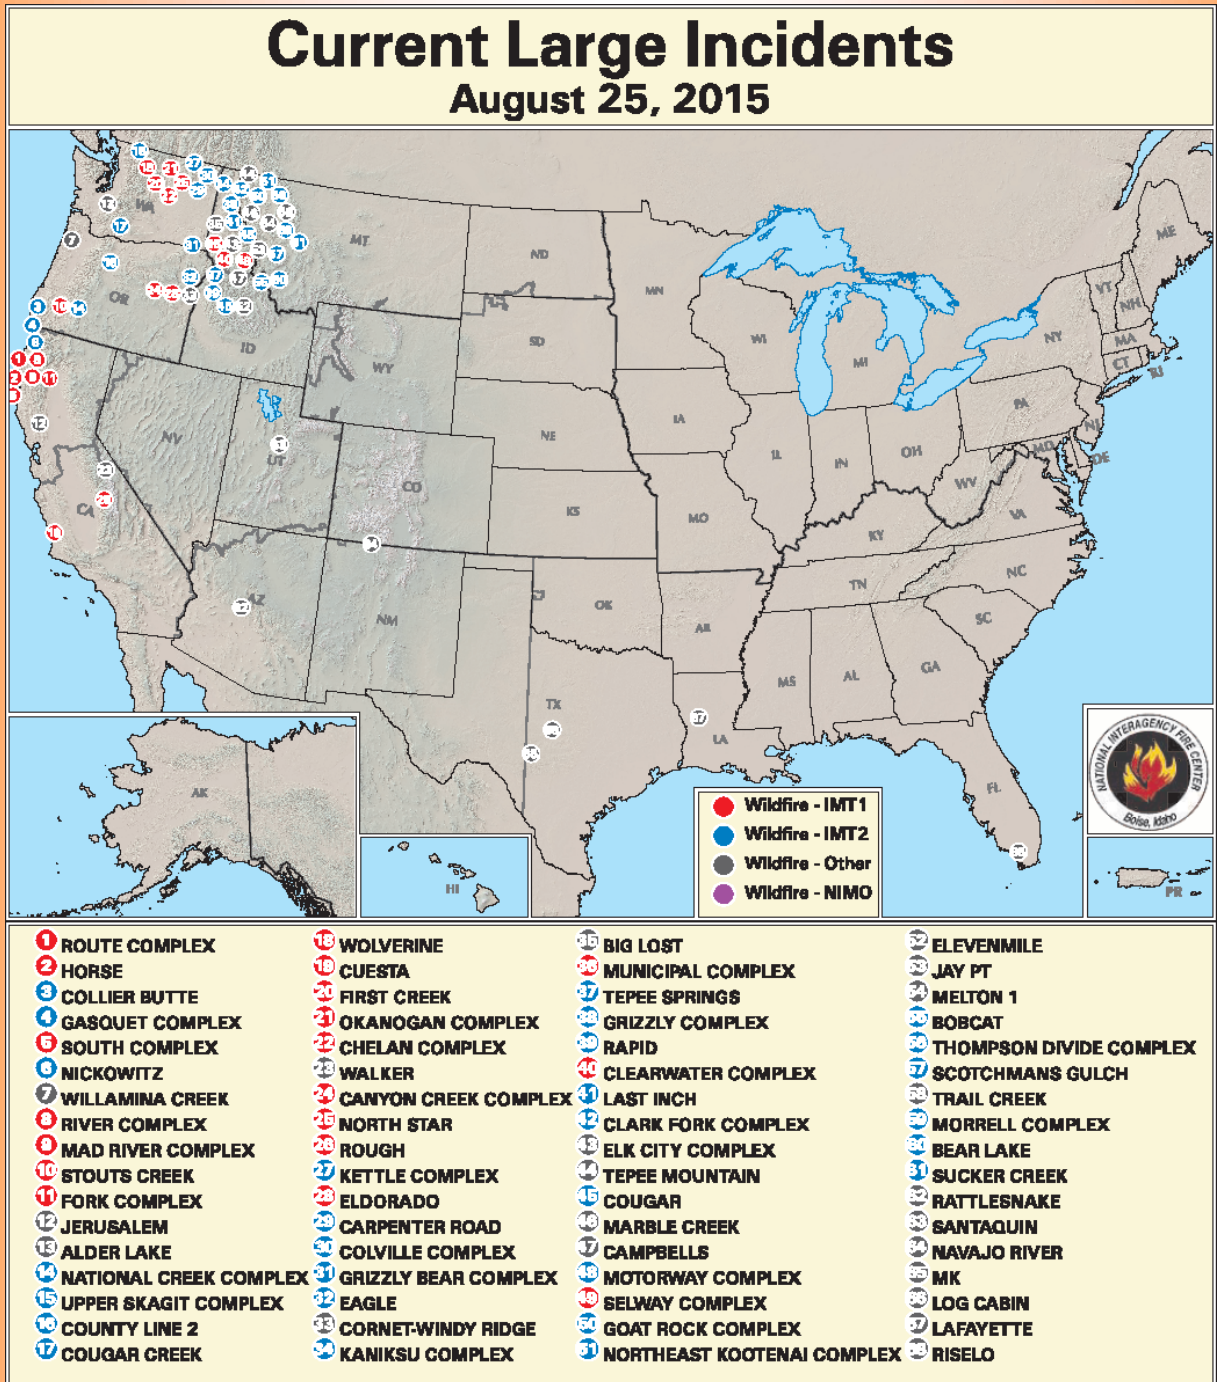 Current Large Incidents
August 25, 2015
WA
MT
ND
MN
ME
OR
ID
SD
WI
MI
VT
NH
NY
MA
CT
RI
WY
NV
UT
NE
IA
PA
NJ
MD
DE
CO
IL
IN
OH
WV
CA
KS
MO
KY
VA
AZ
NM
OK
TN
NC
AR
SC
TX
MS
AL
GA
LA
FL
AK
HI
PR
NATIONAL INTERAGENCY FIRE CENTER
Boise, Idaho
Wildfire - IMT1
Wildfire - IMT2
Wildfire - Other
Wildfire - NIMO
1 ROUTE COMPLEX
2 HORSE
3 COLLIER BUTTE
4 GASQUET COMPLEX
5 SOUTH COMPLEX
6 NICKOWITZ
7 WILLAMINA CREEK
8 RIVER COMPLEX
9 MAD RIVER COMPLEX
10 STOUTS CREEK
11 FORK COMPLEX
12 JERUSALEM
13 ALDER LAKE
14 NATIONAL CREEK COMPLEX
15 UPPER SKAGIT COMPLEX
16 COUNTY LINE 2
17 COUGAR CREEK
18 WOLVERINE
19 CUESTA
20 FIRST CREEK
21 OKANOGAN COMPLEX
22 CHELAN COMPLEX
23 WALKER
24 CANYON CREEK COMPLEX
25 NORTH STAR
26 ROUGH
27 KETTLE COMPLEX
28 ELDORADO
29 CARPENTER ROAD
30 COLVILLE COMPLEX
31 GRIZZLY BEAR COMPLEX
32 EAGLE
33 CORNET-WINDY RIDGE
34 KANIKSU COMPLEX
35 BIG LOST
36 MUNICIPAL COMPLEX
37 TEPEE SPRINGS
38 GRIZZLY COMPLEX
39 RAPID
40 CLEARWATER COMPLEX
41 LAST INCH
42 CLARK FORK COMPLEX
43 ELK CITY COMPLEX
44 TEPEE MOUNTAIN
45 COUGAR
46 MARBLE CREEK
47 CAMPBELLS
48 MOTORWAY COMPLEX
49 SELWAY COMPLEX
50 GOAT ROCK COMPLEX
51 NORTHEAST KOOTENAI COMPLEX
52 ELEVENMILE
53 JAY PT
54 MELTON 1
55 BOBCAT
56 THOMPSON DIVIDE COMPLEX
57 SCOTCHMANS GULCH
58 TRAIL CREEK
59 MORRELL COMPLEX
60 BEAR LAKE
61 SUCKER CREEK
62 RATTLESNAKE
63 SANTAQUIN
64 NAVAJO RIVER
65 MK
66 LOG CABIN
67 LAFAYETTE
68 RISELO